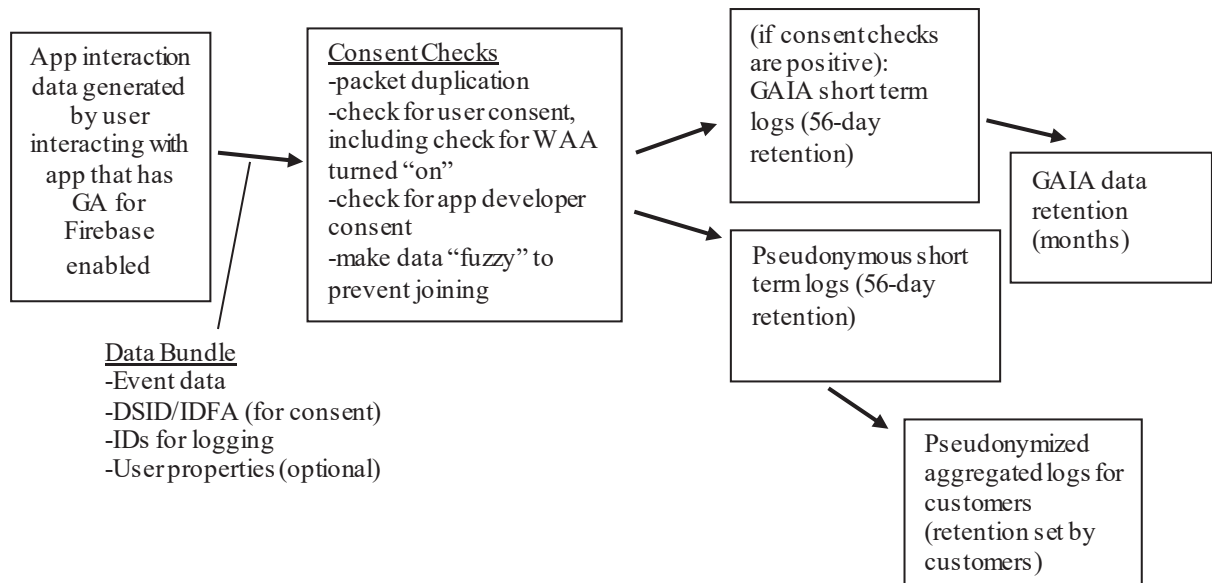 App interaction
data generated
by user
interacting with
app that has
GA for
Firebase
enabled
Data Bundle
-Event data
-DSID/IDFA (for consent)
-IDs for logging
-User properties (optional)
Consent Checks
-packet duplication
-check for user consent,
including check for WAA
turned “on”
-check for app developer
consent
-make data “fuzzy” to
prevent joining
(if consent checks
are positive):
GAIA short term
logs (56-day
retention)
GAIA data
retention
(months)
Pseudonymous short
term logs (56-day
retention)
Pseudonymized
aggregated logs for
customers
(retention set by
customers)